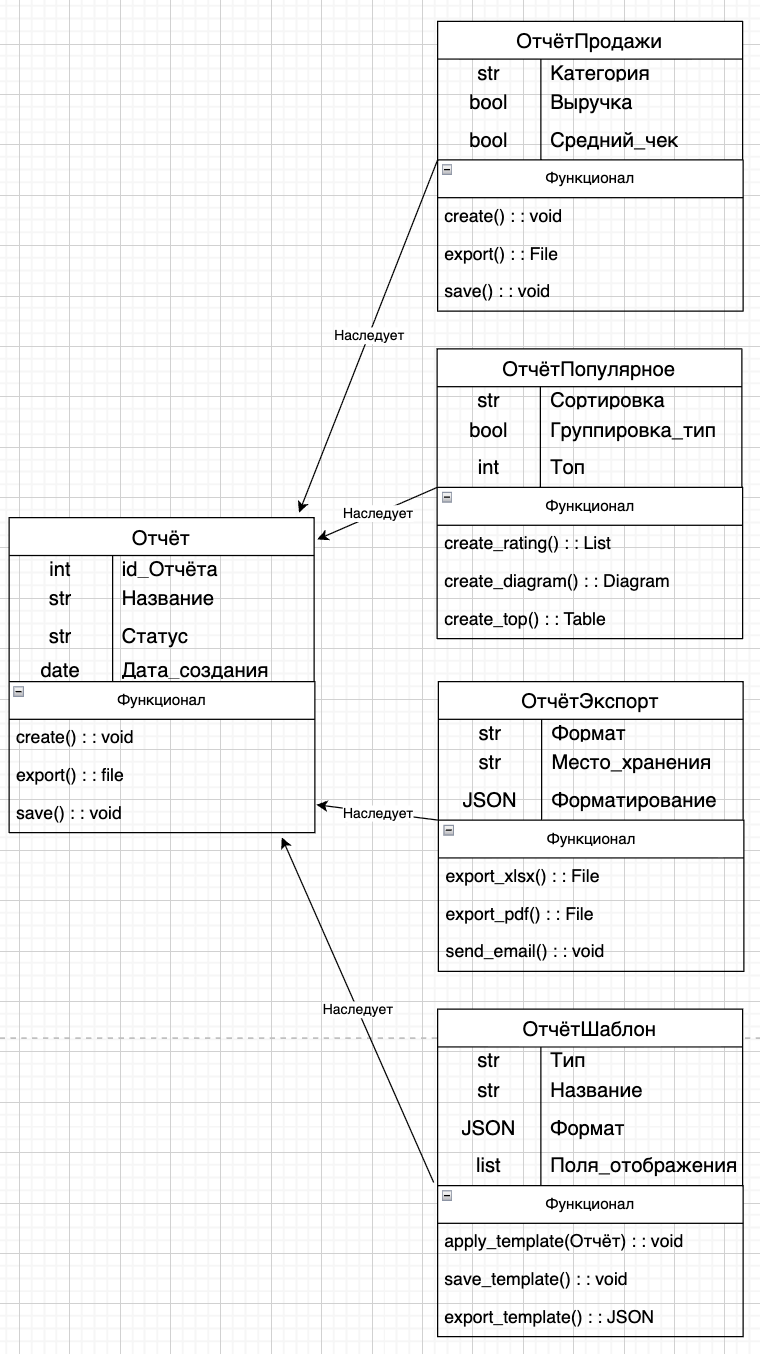 ОтчётПродажи
str Категория
bool Выручка
bool Средний_чек
Функционал
create() : : void
export() : : File
save() : : void
Наследует
ОтчётПопулярное
str Сортировка
bool Группировка_тип
int Топ
Функционал
create_rating() : : List
create_diagram() : : Diagram
create_top() : : Table
Наследует
Отчёт
int id_Отчёта
str Название
str Статус
date Дата_создания
Функционал
create() : : void
export() : : file
save() : : void
ОтчётЭкспорт
str Формат
str Место_хранения
JSON Форматирование
Функционал
export_xlsx() : : File
export_pdf() : : File
send_email() : : void
Наследует
Наследует
ОтчётШаблон
str Тип
str Название
JSON Формат
list Поля_отображения
Функционал
apply_template(Отчёт) : : void
save_template() : : void
export_template() : : JSON